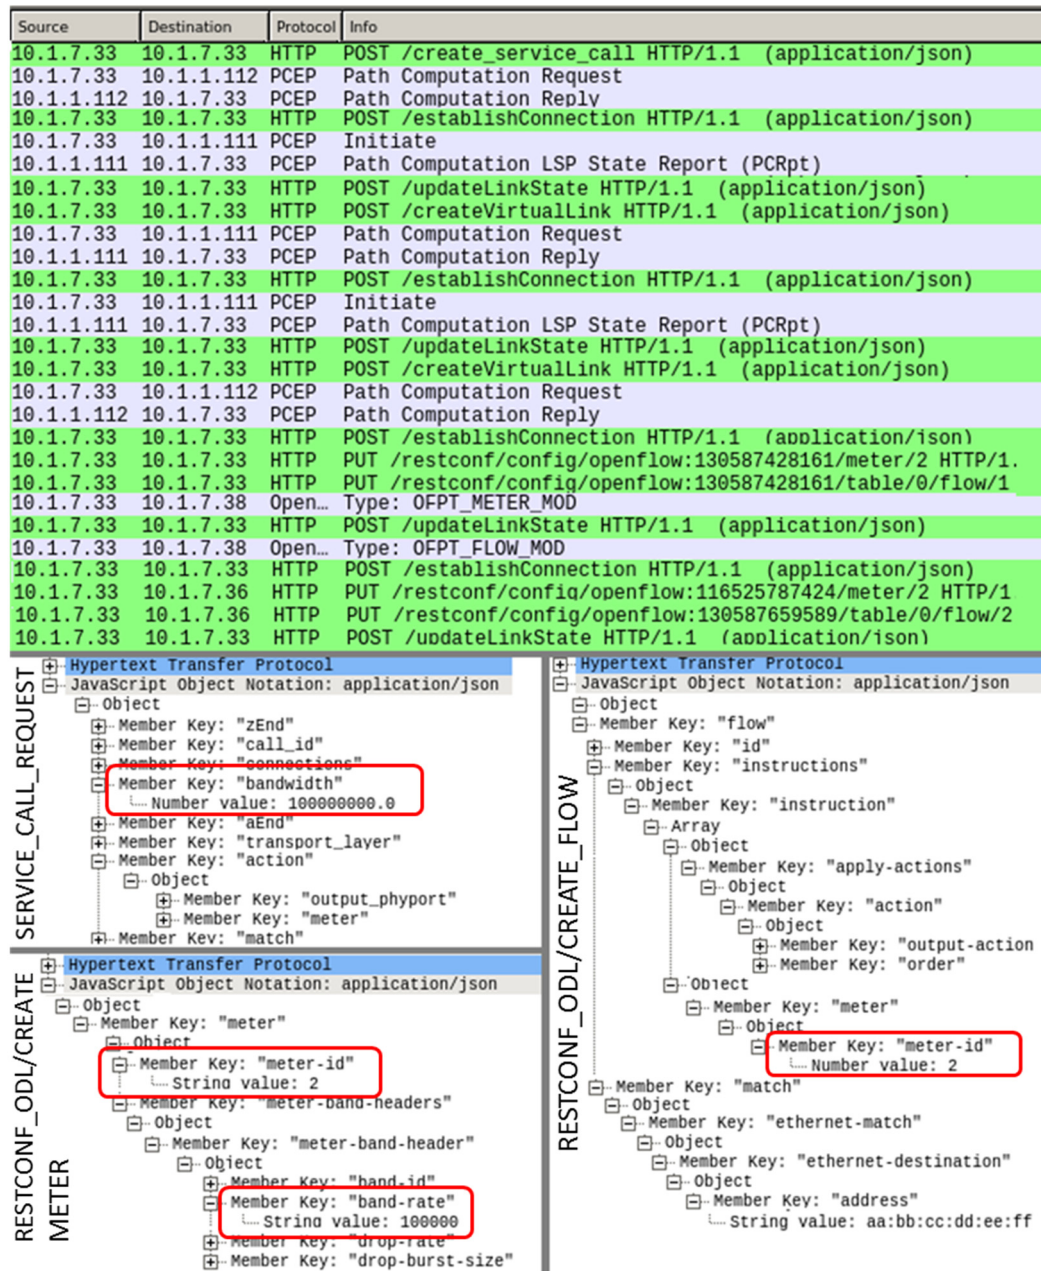 Source Destination Protocol Info
10.1.7.33 10.1.7.33 HTTP POST /create_service_call HTTP/1.1 (application/json)
10.1.7.33 10.1.1.112 PCEP Path Computation Request
10.1.1.112 10.1.7.33 PCEP Path Computation Reply
10.1.7.33 10.1.7.33 HTTP POST /establishConnection HTTP/1.1 (application/json)
10.1.7.33 10.1.1.111 PCEP Initiate
10.1.1.111 10.1.7.33 PCEP Path Computation LSP State Report (PCRpt)
10.1.7.33 10.1.7.33 HTTP POST /updateLinkState HTTP/1.1 (application/json)
10.1.7.33 10.1.7.33 HTTP POST /createVirtualLink HTTP/1.1 (application/json)
10.1.7.33 10.1.1.111 PCEP Path Computation Request
10.1.1.111 10.1.7.33 PCEP Path Computation Reply
10.1.7.33 10.1.7.33 HTTP POST /establishConnection HTTP/1.1 (application/json)
10.1.7.33 10.1.1.111 PCEP Initiate
10.1.1.111 10.1.7.33 PCEP Path Computation LSP State Report (PCRpt)
10.1.7.33 10.1.7.33 HTTP POST /updateLinkState HTTP/1.1 (application/json)
10.1.7.33 10.1.7.33 HTTP POST /createVirtualLink HTTP/1.1 (application/json)
10.1.7.33 10.1.1.112 PCEP Path Computation Request
10.1.1.112 10.1.7.33 PCEP Path Computation Reply
10.1.7.33 10.1.7.33 HTTP POST /establishConnection HTTP/1.1 (application/json)
10.1.7.33 10.1.7.33 HTTP PUT /restconf/config/openflow:130587428161/meter/2 HTTP/1.
10.1.7.33 10.1.7.33 HTTP PUT /restconf/config/openflow:130587428161/table/0/flow/1
10.1.7.33 10.1.7.38 Open… Type: OFPT_METER_MOD
10.1.7.33 10.1.7.33 HTTP POST /updateLinkState HTTP/1.1 (application/json)
10.1.7.33 10.1.7.38 Open… Type: OFPT_FLOW_MOD
10.1.7.33 10.1.7.33 HTTP POST /establishConnection HTTP/1.1 (application/json)
10.1.7.33 10.1.7.36 HTTP PUT /restconf/config/openflow:116525787424/meter/2 HTTP/1
10.1.7.33 10.1.7.36 HTTP PUT /restconf/config/openflow:130587659589/table/0/flow/2
10.1.7.33 10.1.7.33 HTTP POST /updateLinkState HTTP/1.1 (application/json)
SERVICE_CALL_REQUEST
Hypertext Transfer Protocol
JavaScript Object Notation: application/json
Object
Member Key: "zEnd"
Member Key: "call_id"
Member Key: "connections"
Member Key: "bandwidth"
Number value: 100000000.0
Member Key: "aEnd"
Member Key: "transport_layer"
Member Key: "action"
Object
Member Key: "output_phyport"
Member Key: "meter"
Member Key: "match"
RESTCONF_ODL/CREATE
METER
Hypertext Transfer Protocol
JavaScript Object Notation: application/json
Object
Member Key: "meter"
Object
Member Key: "meter-id"
String value: 2
Member Key: "meter-band-headers"
Object
Member Key: "meter-band-header"
Object
Member Key: "band-id"
Member Key: "band-rate"
String value: 100000
Member Key: "drop-rate"
Member Key: "drop-burst-size"
RESTCONF_ODL/CREATE_FLOW
Hypertext Transfer Protocol
JavaScript Object Notation: application/json
Object
Member Key: "flow"
Member Key: "id"
Member Key: "instructions"
Object
Member Key: "instruction"
Array
Object
Member Key: "apply-actions"
Object
Member Key: "action"
Object
Member Key: "output-action
Member Key: "order"
Object
Member Key: "meter"
Object
Member Key: "meter-id"
Number value: 2
Member Key: "match"
Object
Member Key: "ethernet-match"
Object
Member Key: "ethernet-destination"
Object
Member Key: "address"
String value: aa:bb:cc:dd:ee:ff